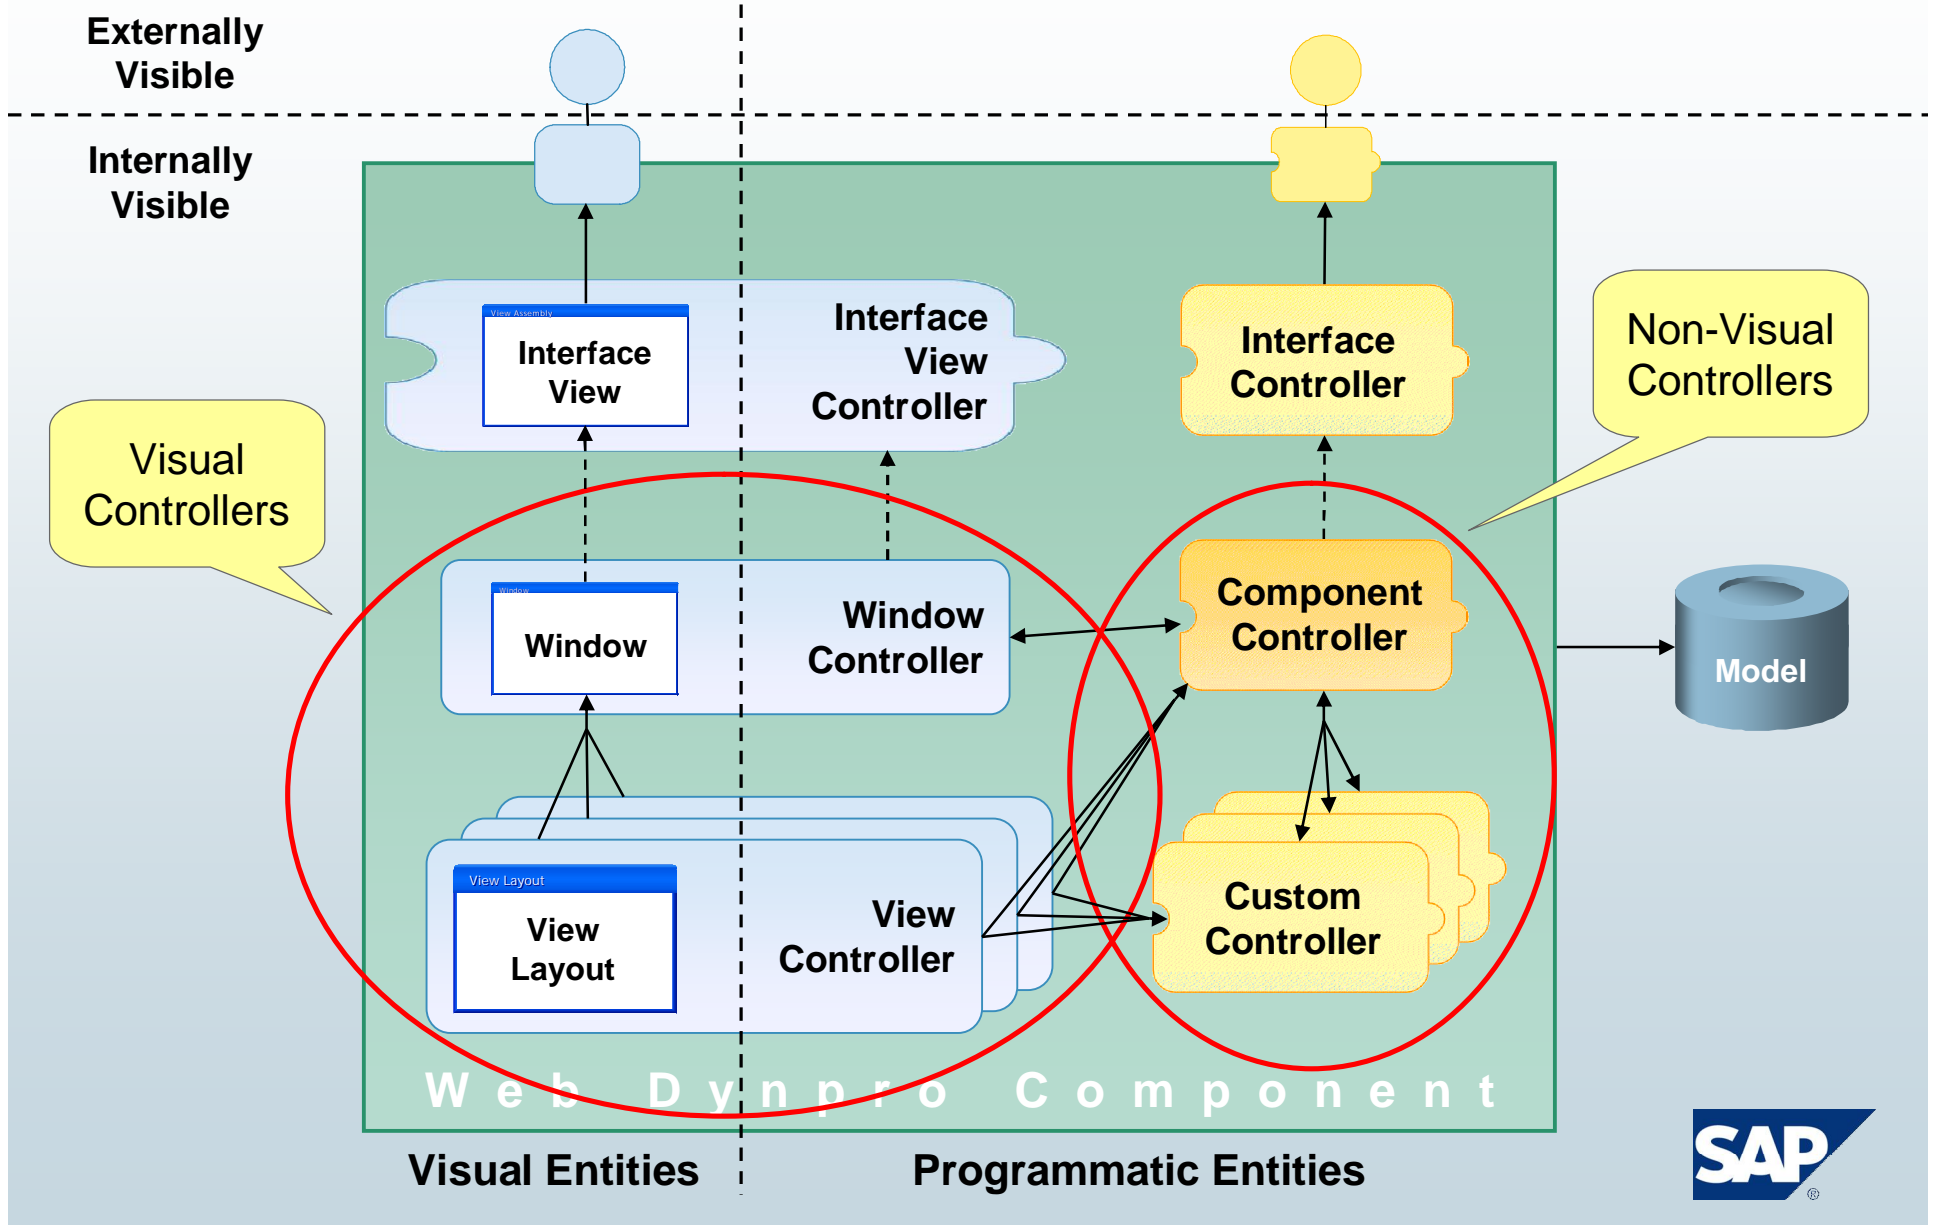 Externally
Visible
Internally
Visible
View Assembly
Interface
View
Interface
View
Controller
Interface
Controller
Non-Visual
Controllers
Visual
Controllers
Window
Window
Window
Controller
Component
Controller
Model
View Layout
View
Layout
View
Controller
Custom
Controller
Web Dynpro Component
Visual Entities
Programmatic Entities
SAP
®